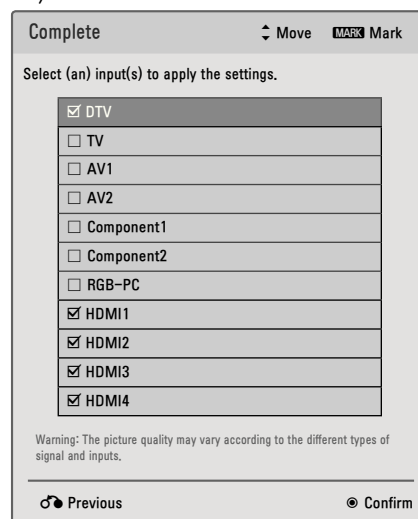 Complete Move MARK Mark
Select (an) input(s) to apply the settings.
☑ DTV
☐ TV
☐ AV1
☐ AV2
☐ Component1
☐ Component2
☐ RGB-PC
☑ HDMI1
☑ HDMI2
☑ HDMI3
☑ HDMI4
Warning: The picture quality may vary according to the different types of
signal and inputs.
Previous Confirm